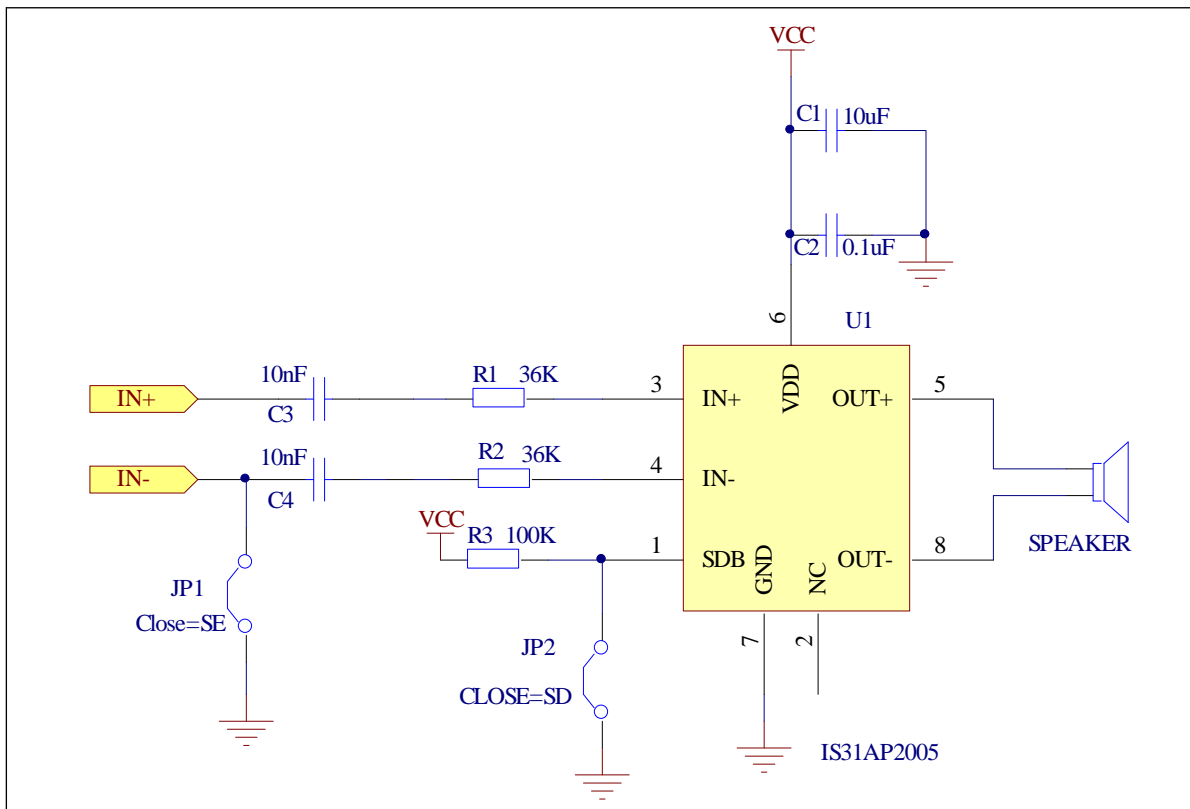 VCC
C1
10uF
C2
0.1uF
6
U1
10nF
R1 36K
3
5
IN+
IN+
VDD
OUT+
C3
10nF
R2 36K
4
IN-
IN-
C4
VCC
R3 100K
1
8
SPEAKER
SDB
GND
NC
OUT-
JP1
Close=SE
7
2
JP2
CLOSE=SD
IS31AP2005